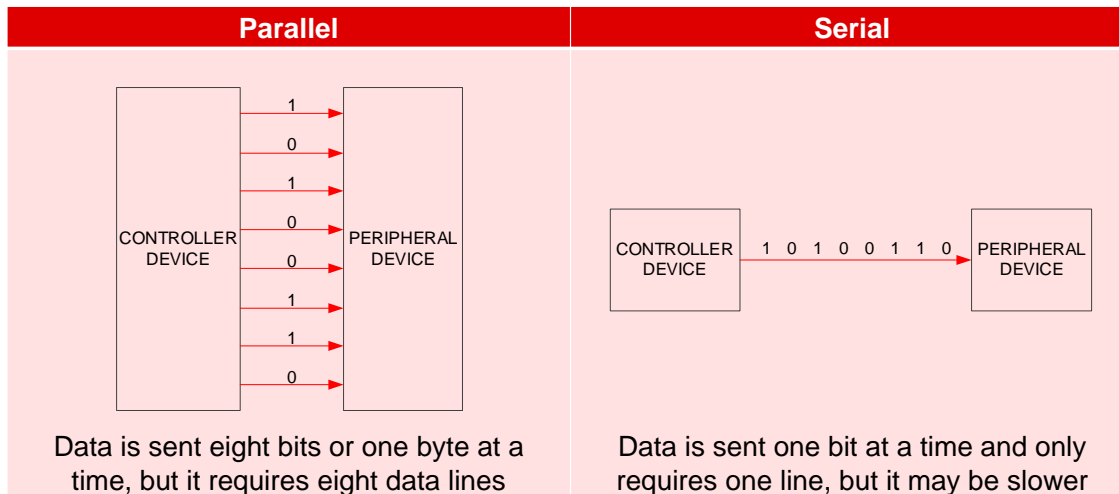 Parallel
Serial
1
0
1
0
0
1
1
0
CONTROLLER
DEVICE
PERIPHERAL
DEVICE
Data is sent eight bits or one byte at a
time, but it requires eight data lines
CONTROLLER
DEVICE
1 0 1 0 0 1 1 0
PERIPHERAL
DEVICE
Data is sent one bit at a time and only
requires one line, but it may be slower